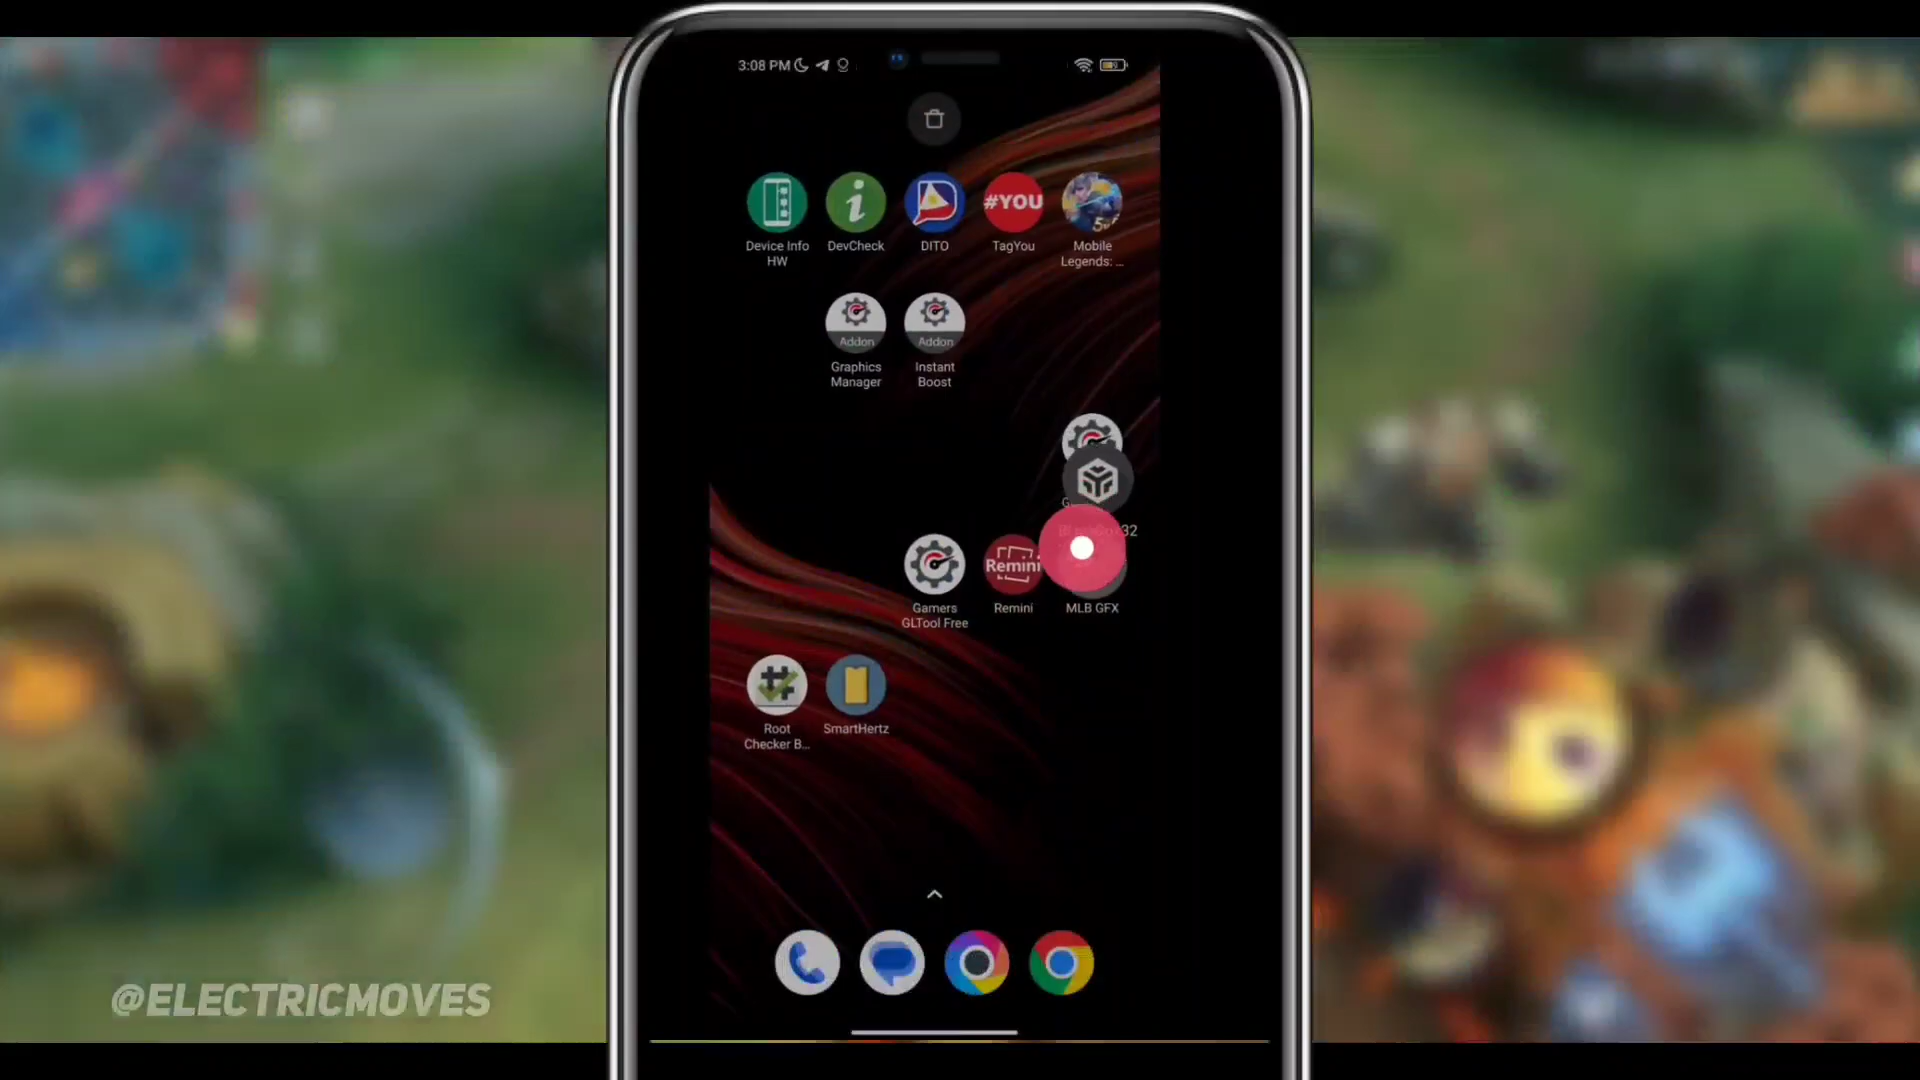 3:08 PM
#YOU
5v5
Device Info
HW
DevCheck
DITO
TagYou
Mobile
Legends: ...
Addon
Addon
Graphics
Manager
Instant
Boost
Remini
Gamers
GLTool Free
Remini
MLB GFX
Root
Checker B...
SmartHertz
@ELECTRICMOVES